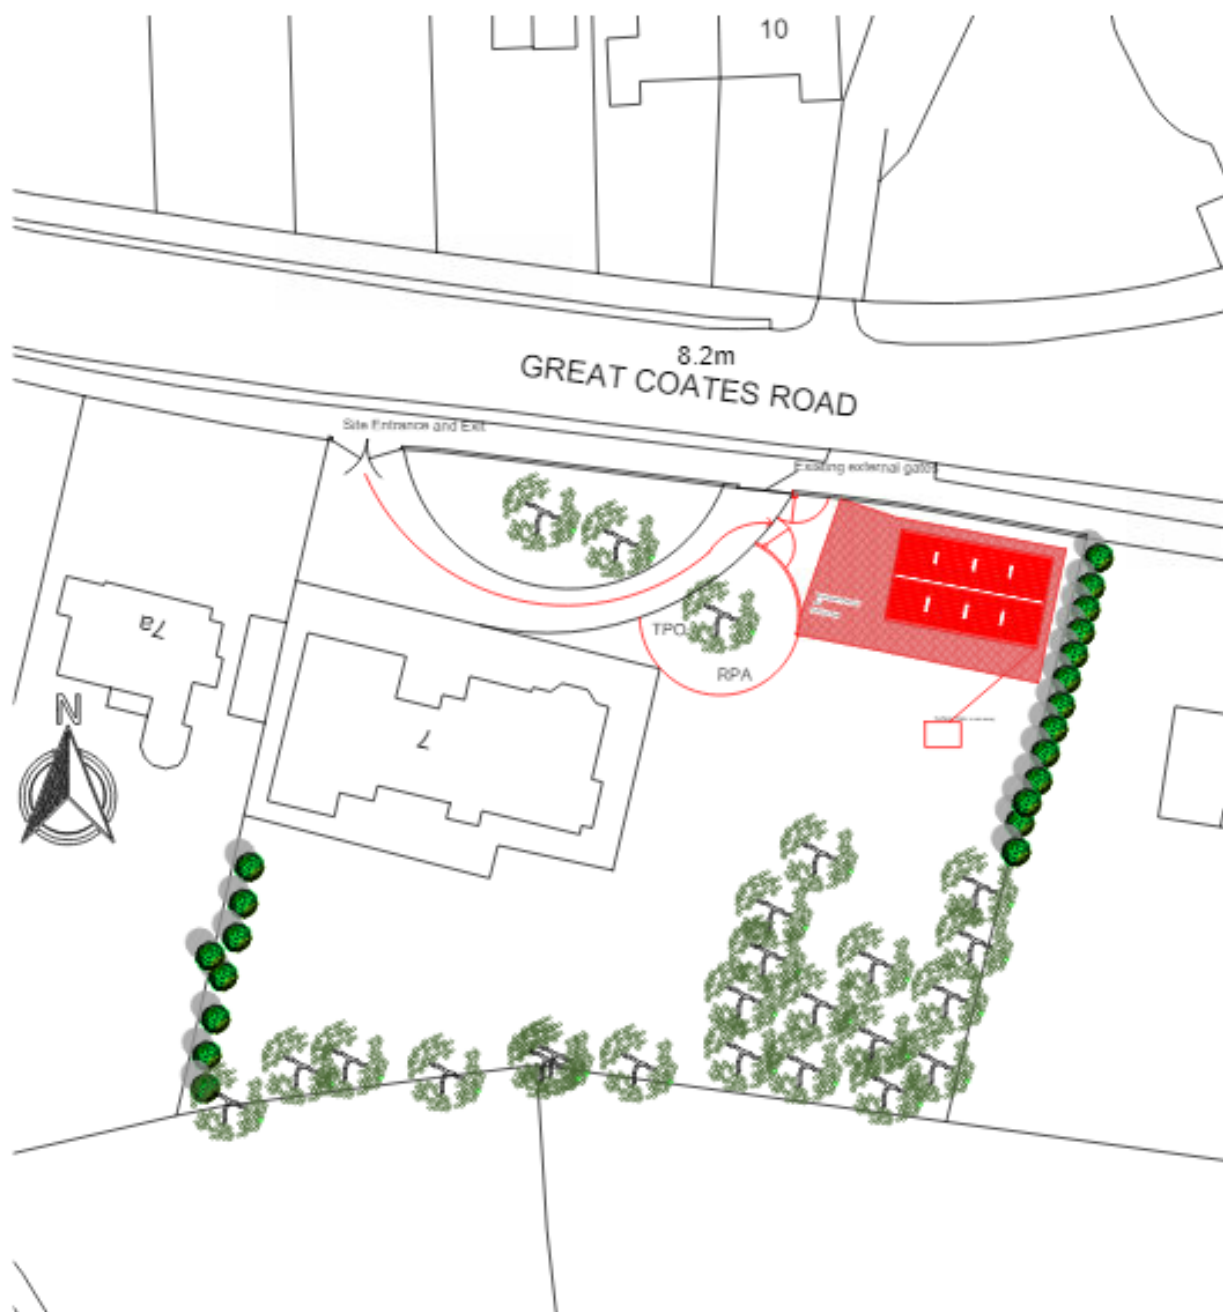 10
8.2m
GREAT COATES ROAD
Site Entrance and Exit
Existing external gates
7a
TPO
RPA
N
7